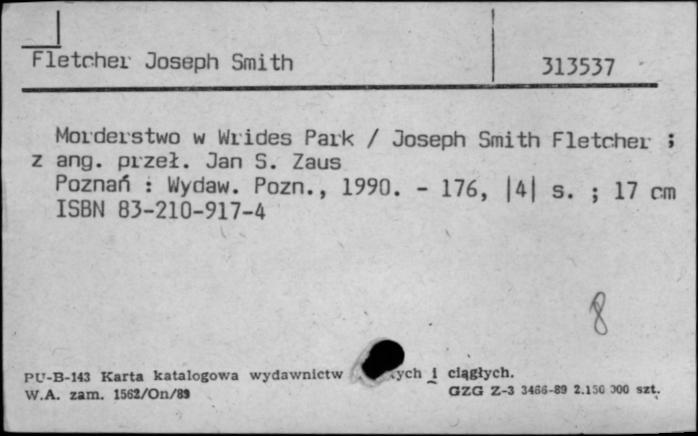 Fletcher Joseph Smith
313537
Morderstwo w Wrides Park / Joseph Smith Fletcher ;
z ang. przeł. Jan S. Zaus
Poznań : Wydaw. Pozn., 1990. - 176, |4| s. ; 17 cm
ISBN 83-210-917-4
8
PU-B-143 Karta katalogowa wydawnictw ych i ciągłych.
W.A. zam. 1562/On/89
GZG Z-3 3466-89 2.150 000 szt.